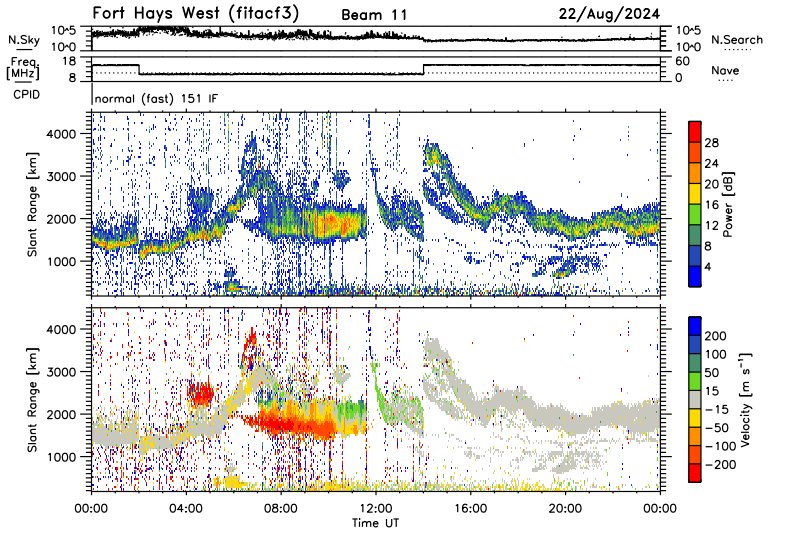 Fort Hays West (fitacf3) Beam 11 22/Aug/2024
N.Sky 10^5 10^0 10^5 10^0 N.Search
Freq. [MHz] 18 8 60 0 Nave
CPID normal (fast) 151 IF
Slant Range [km] 4000 3000 2000 1000
Power [dB] 28 24 20 16 12 8 4
Slant Range [km] 4000 3000 2000 1000
Velocity [m s⁻¹] 200 100 50 15 −15 −50 −100 −200
00:00 04:00 08:00 12:00 16:00 20:00 00:00
Time UT